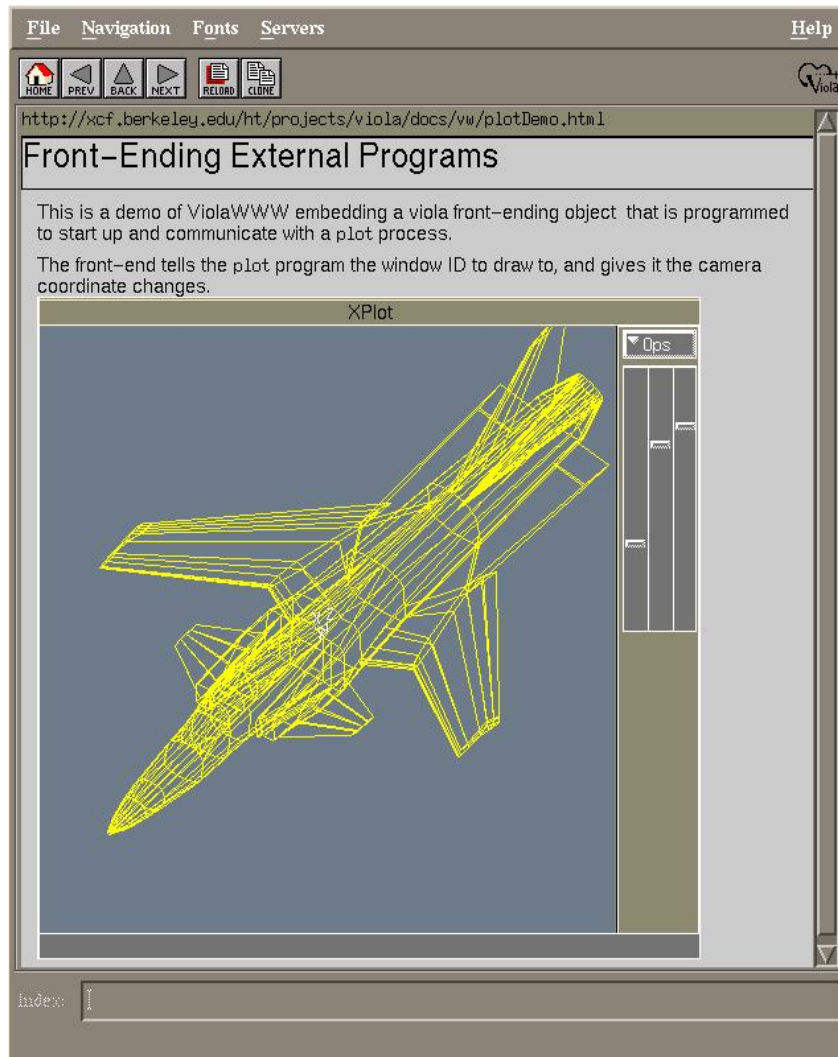 File Navigation Fonts Servers Help
HOME PREV BACK NEXT RELOAD CLONE Viola
http://xcf.berkeley.edu/ht/projects/viola/docs/vw/plotDemo.html
Front-Ending External Programs
This is a demo of ViolaWWW embedding a viola front-ending object that is programmed
to start up and communicate with a plot process.
The front-end tells the plot program the window ID to draw to, and gives it the camera
coordinate changes.
XPlot
Ops
Index: